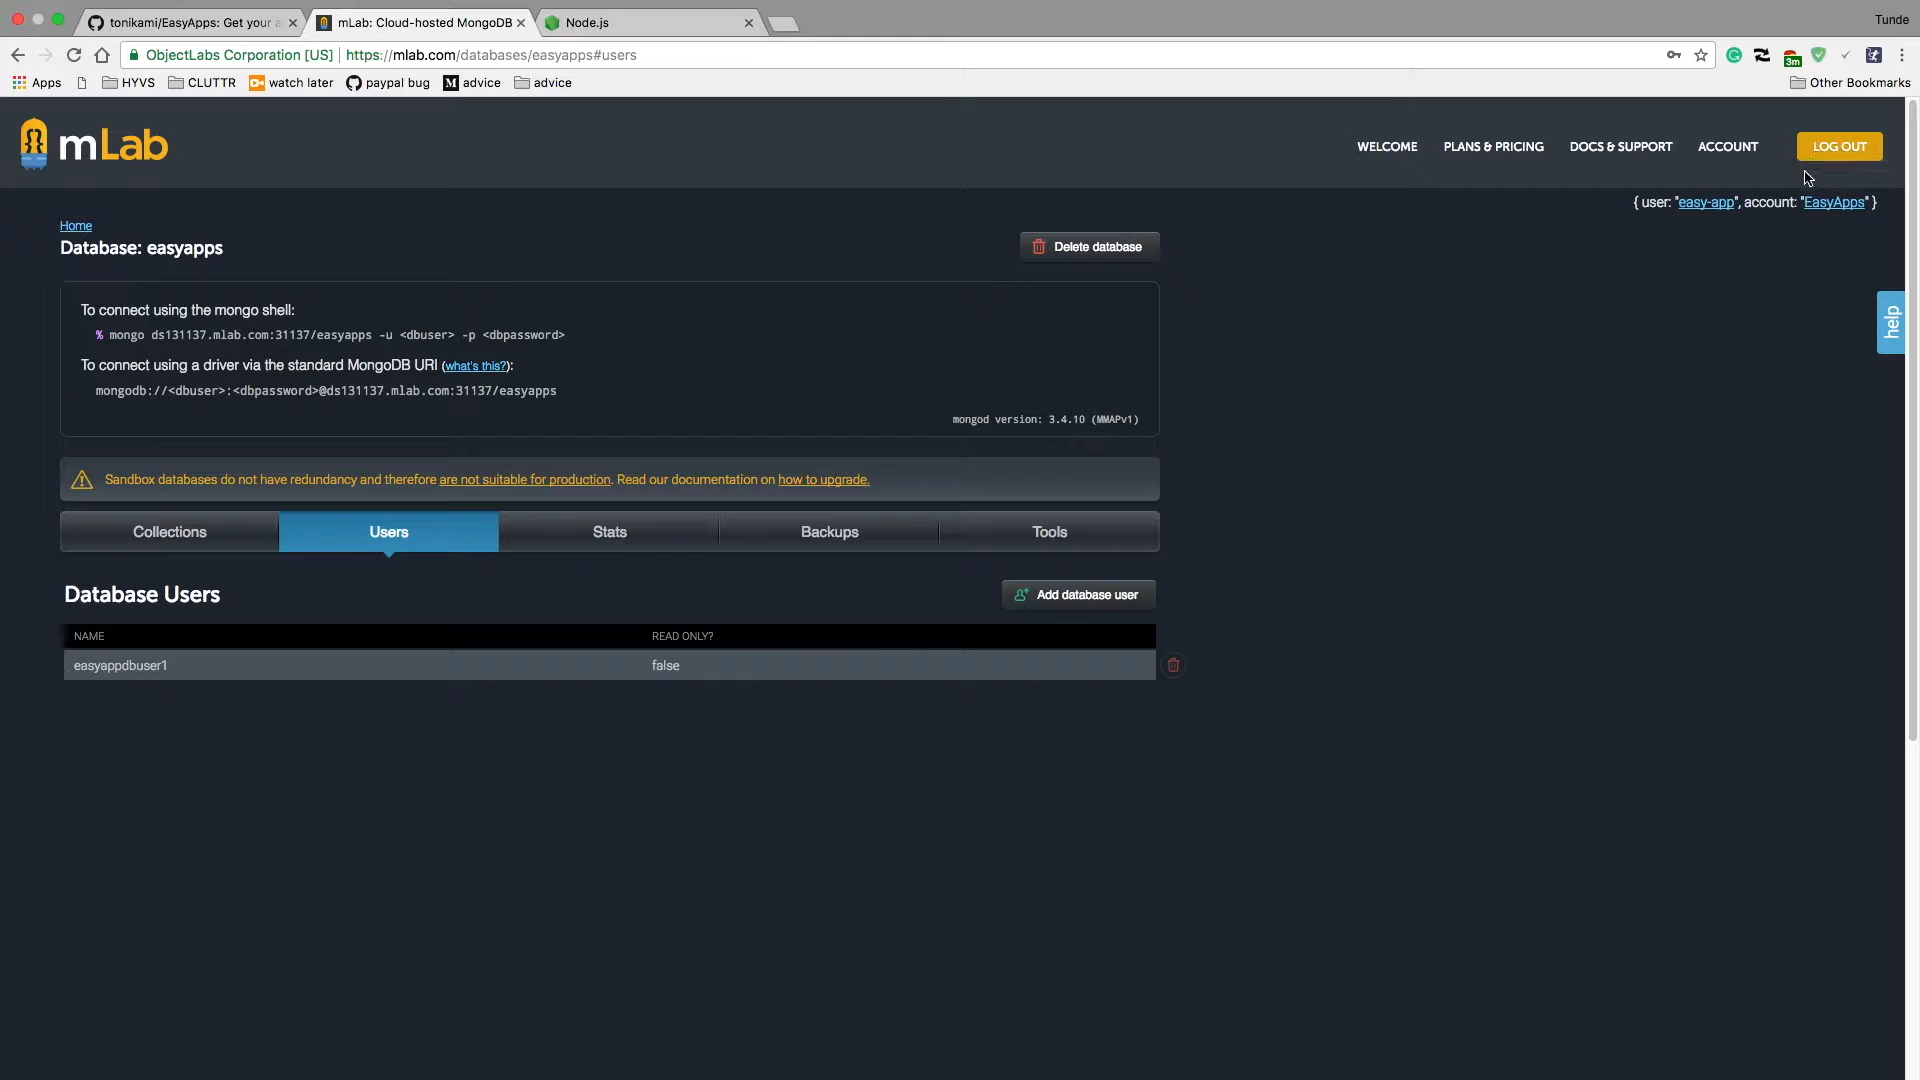 Tunde
tonikami/EasyApps: Get your a
mLab: Cloud-hosted MongoDB
Node.js
ObjectLabs Corporation [US] https://mlab.com/databases/easyapps#users
3m
Apps HYVS CLUTTR watch later paypal bug M advice advice Other Bookmarks
mLab
WELCOME PLANS & PRICING DOCS & SUPPORT ACCOUNT LOG OUT
{ user: "easy-app", account: "EasyApps" }
Home
Database: easyapps
Delete database
help
To connect using the mongo shell:
% mongo ds131137.mlab.com:31137/easyapps -u <dbuser> -p <dbpassword>
To connect using a driver via the standard MongoDB URI (what's this?):
mongodb://<dbuser>:<dbpassword>@ds131137.mlab.com:31137/easyapps
mongod version: 3.4.10 (MMAPv1)
Sandbox databases do not have redundancy and therefore are not suitable for production. Read our documentation on how to upgrade.
Collections Users Stats Backups Tools
Database Users
Add database user
NAME READ ONLY?
easyappdbuser1 false